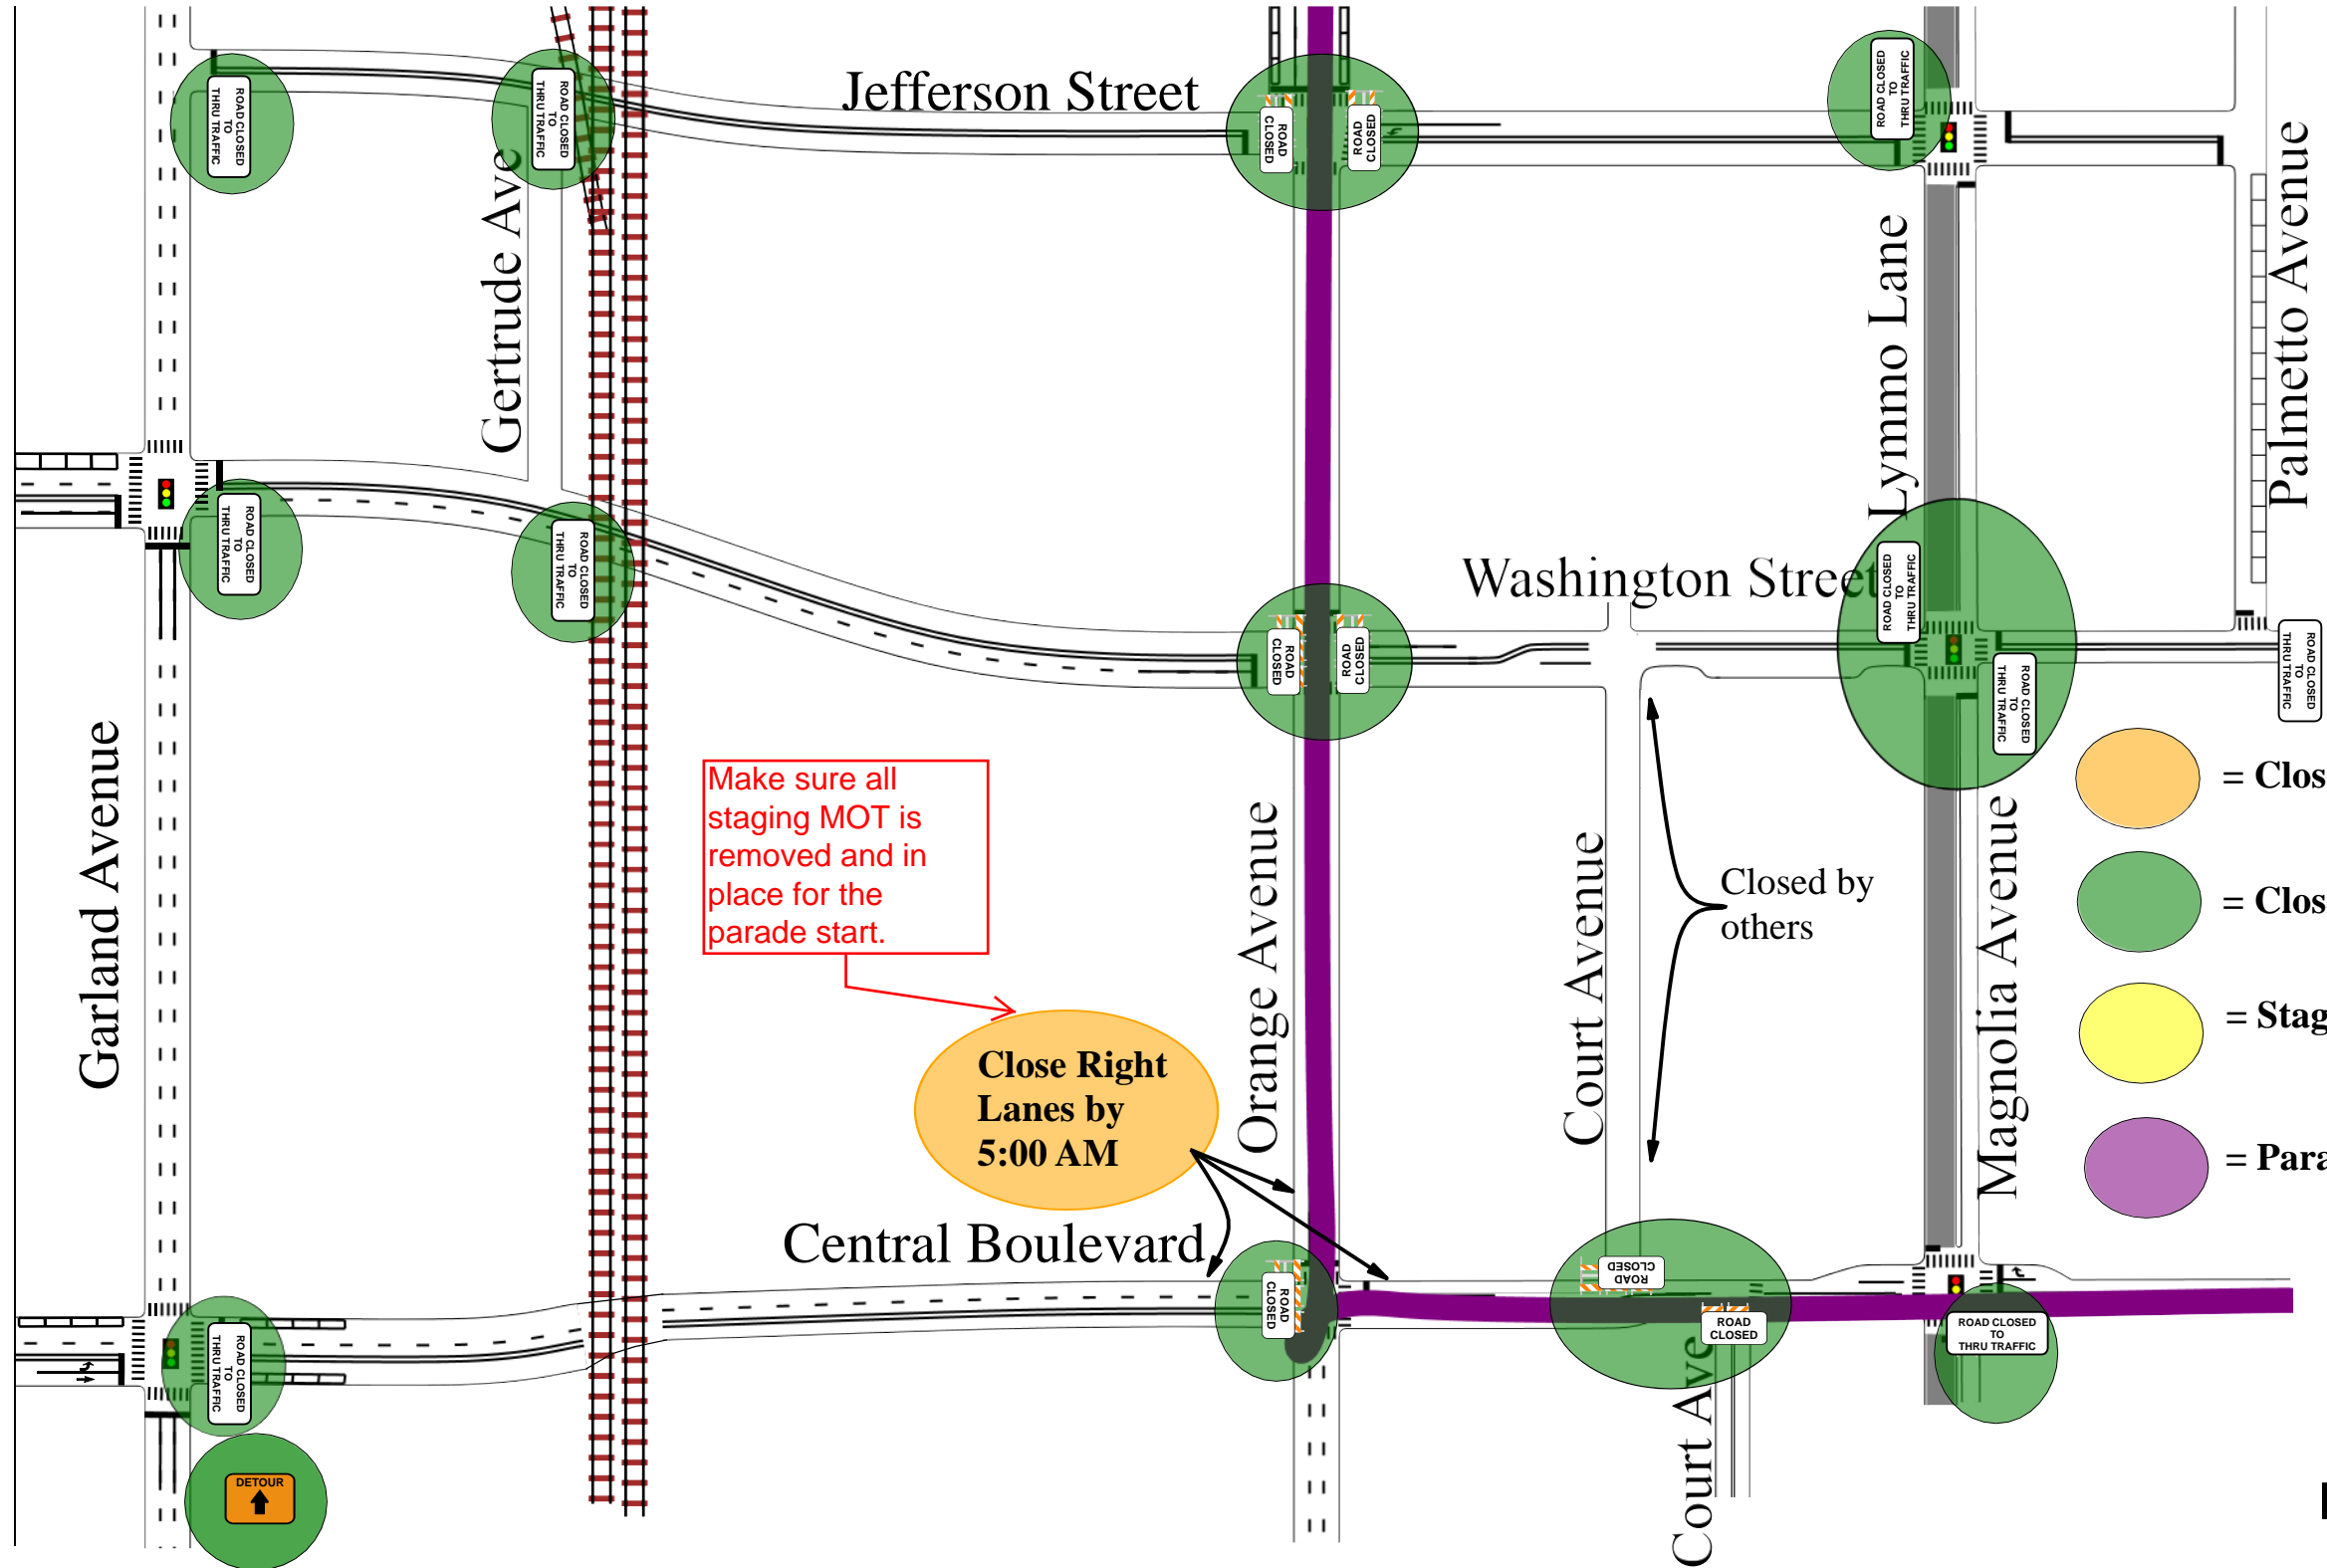 Jefferson Street
ROAD CLOSED
TO
THRU TRAFFIC
ROAD CLOSED
TO
THRU TRAFFIC
ROAD
CLOSED
ROAD
CLOSED
ROAD CLOSED
TO
THRU TRAFFIC
Gertrude Ave
Lymmo Lane
Palmetto Avenue
ROAD CLOSED
TO
THRU TRAFFIC
ROAD CLOSED
TO
THRU TRAFFIC
Washington Street
ROAD
CLOSED
ROAD
CLOSED
ROAD CLOSED
TO
THRU TRAFFIC
ROAD CLOSED
TO
THRU TRAFFIC
ROAD CLOSED
TO
THRU TRAFFIC
Garland Avenue
Make sure all
staging MOT is
removed and in
place for the
parade start.
Orange Avenue
Court Avenue
Closed by
others
Magnolia Avenue
= Clos
= Clos
= Stag
= Para
Close Right
Lanes by
5:00 AM
Central Boulevard
ROAD
CLOSED
ROAD
CLOSED
ROAD
CLOSED
ROAD CLOSED
TO
THRU TRAFFIC
ROAD CLOSED
TO
THRU TRAFFIC
Court Ave
DETOUR